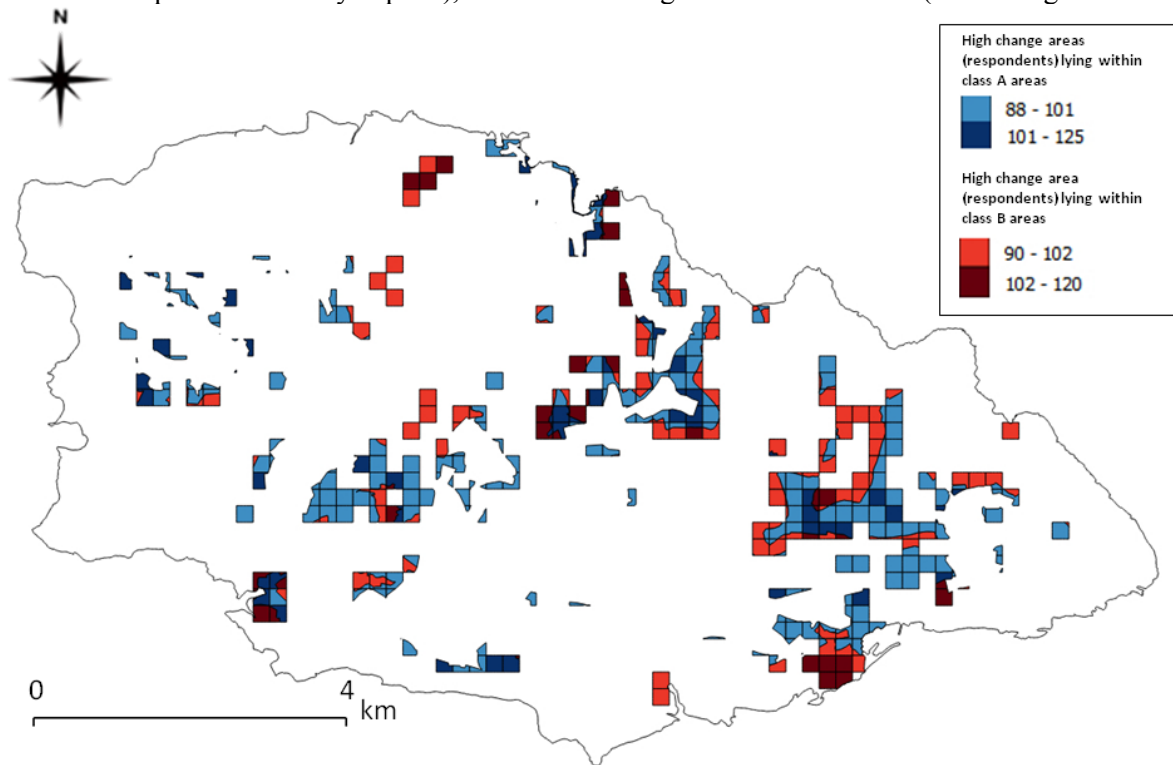 N
High change areas
(respondents) lying within
class A areas
88 - 101
101 - 125
High change area
(respondents) lying within
class B areas
90 - 102
102 - 120
0 4
km